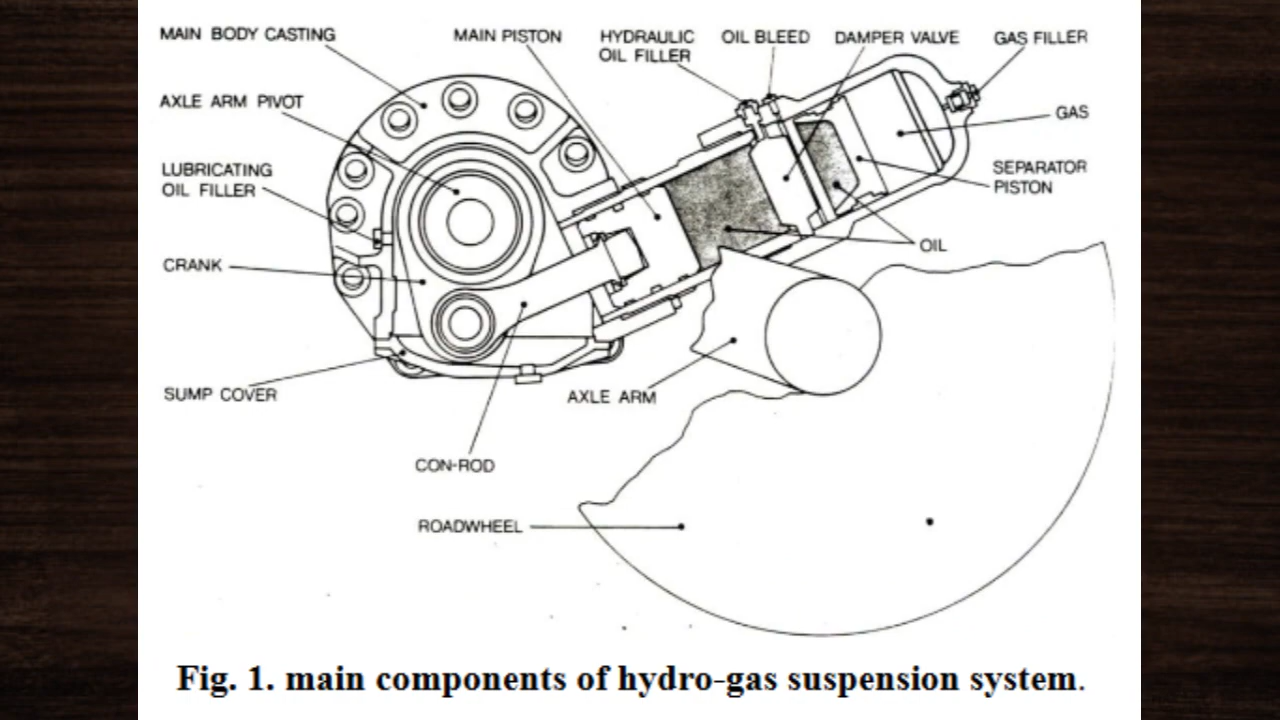 MAIN BODY CASTING
MAIN PISTON
HYDRAULIC
OIL FILLER
OIL BLEED
DAMPER VALVE
GAS FILLER
AXLE ARM PIVOT
GAS
LUBRICATING
OIL FILLER
SEPARATOR
PISTON
OIL
CRANK
SUMP COVER
AXLE ARM
CON-ROD
ROADWHEEL
Fig. 1. main components of hydro-gas suspension system.